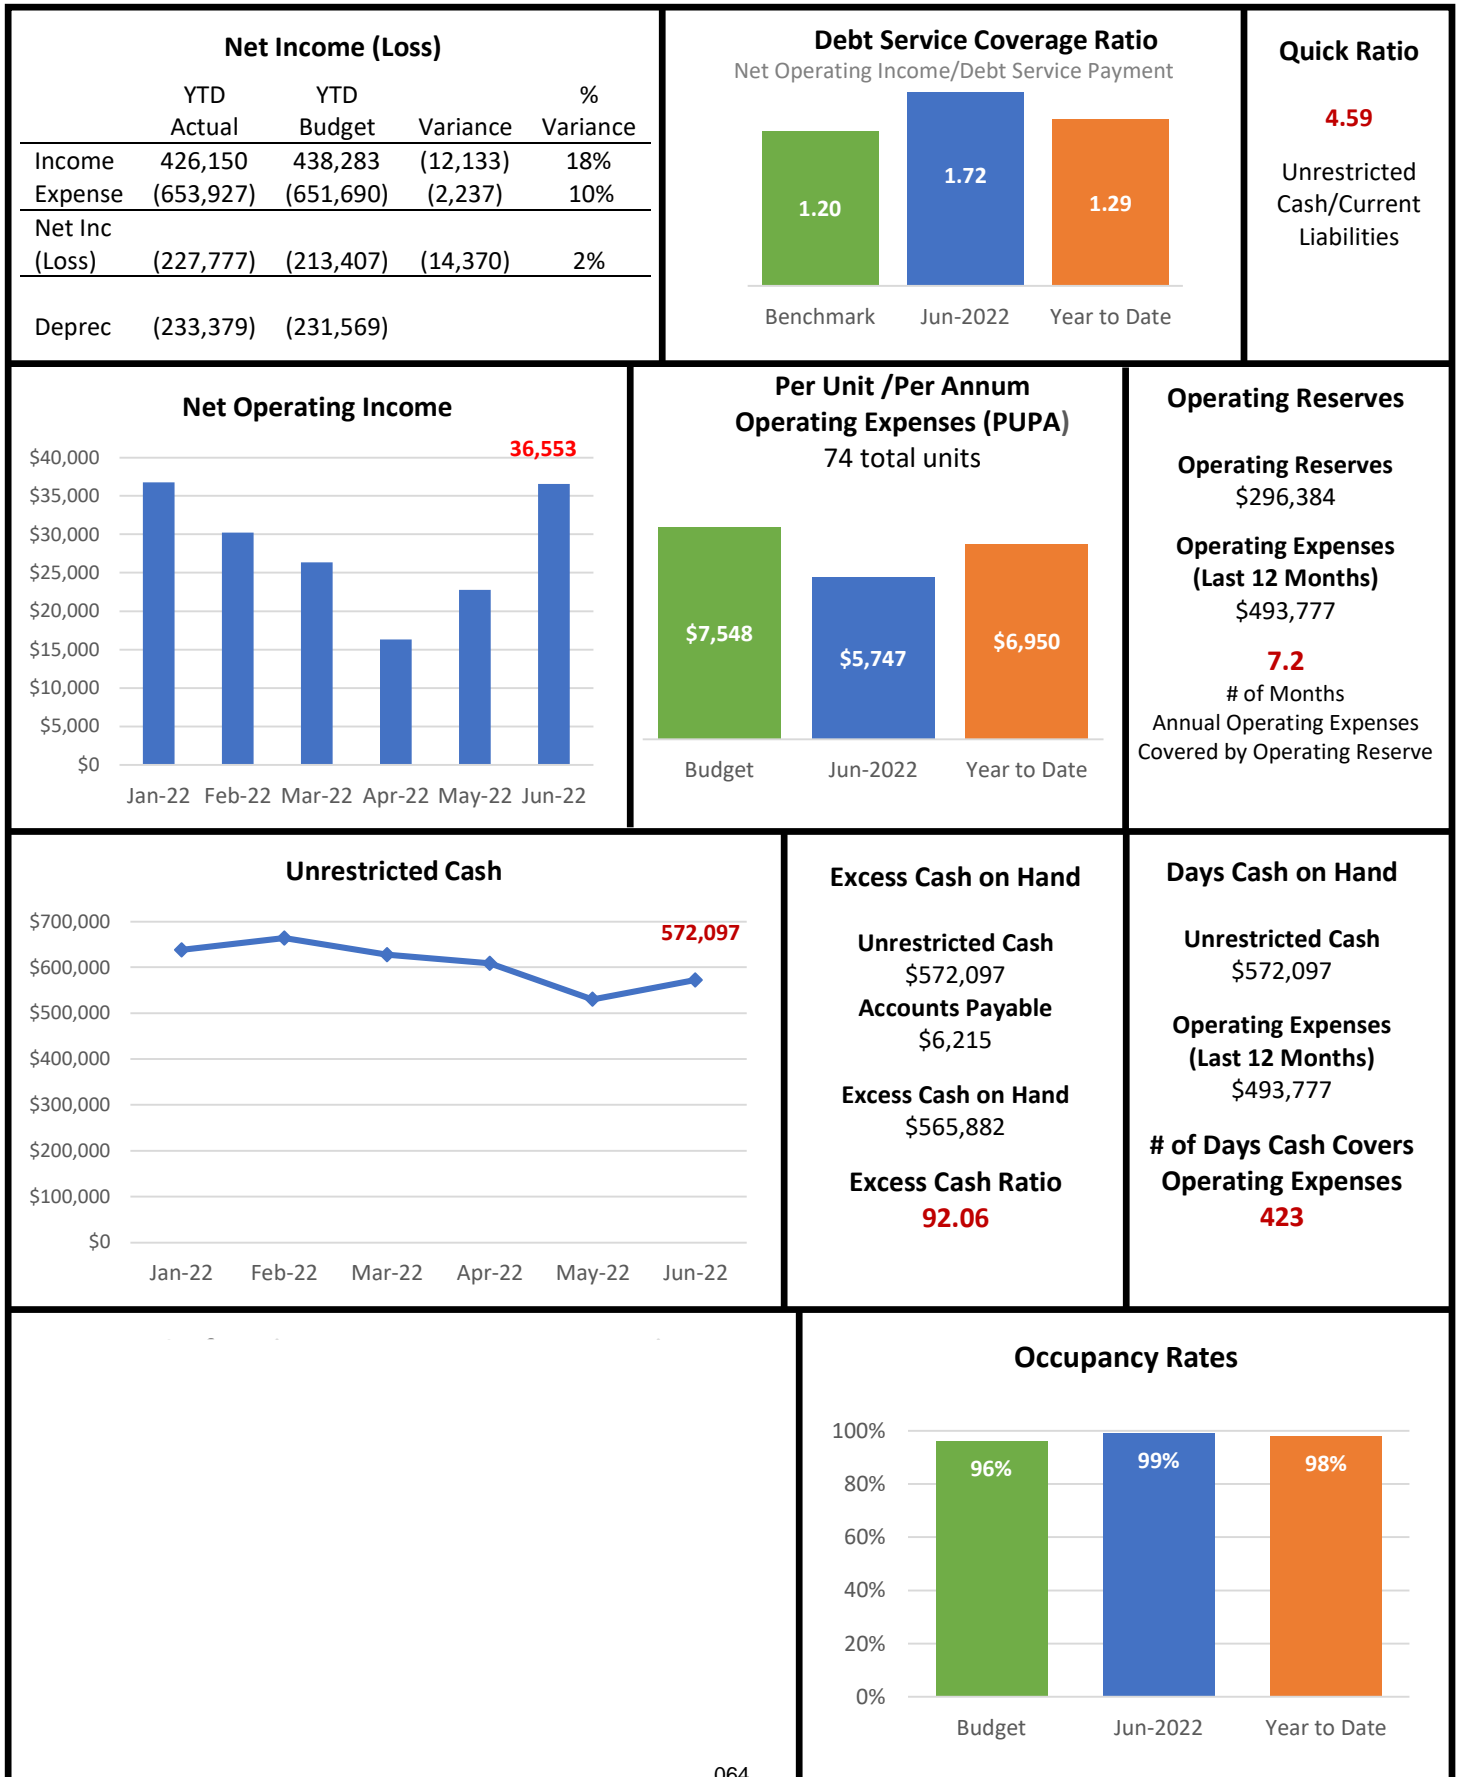 Net Income (Loss)
YTD YTD %
Actual Budget Variance Variance
Income 426,150 438,283 (12,133) 18%
Expense (653,927) (651,690) (2,237) 10%
Net Inc
(Loss) (227,777) (213,407) (14,370) 2%
Deprec (233,379) (231,569)
Debt Service Coverage Ratio
Net Operating Income/Debt Service Payment
1.20
1.72
1.29
Benchmark Jun-2022 Year to Date
Quick Ratio
4.59
Unrestricted
Cash/Current
Liabilities
Net Operating Income
36,553
$40,000
$35,000
$30,000
$25,000
$20,000
$15,000
$10,000
$5,000
$0
Jan-22 Feb-22 Mar-22 Apr-22 May-22 Jun-22
Per Unit /Per Annum
Operating Expenses (PUPA)
74 total units
$7,548
$5,747
$6,950
Budget Jun-2022 Year to Date
Operating Reserves
Operating Reserves
$296,384
Operating Expenses
(Last 12 Months)
$493,777
7.2
# of Months
Annual Operating Expenses
Covered by Operating Reserve
Unrestricted Cash
572,097
$700,000
$600,000
$500,000
$400,000
$300,000
$200,000
$100,000
$0
Jan-22 Feb-22 Mar-22 Apr-22 May-22 Jun-22
Excess Cash on Hand
Unrestricted Cash
$572,097
Accounts Payable
$6,215
Excess Cash on Hand
$565,882
Excess Cash Ratio
92.06
Days Cash on Hand
Unrestricted Cash
$572,097
Operating Expenses
(Last 12 Months)
$493,777
# of Days Cash Covers
Operating Expenses
423
Occupancy Rates
100%
80%
60%
40%
20%
0%
96%
99%
98%
Budget Jun-2022 Year to Date
064